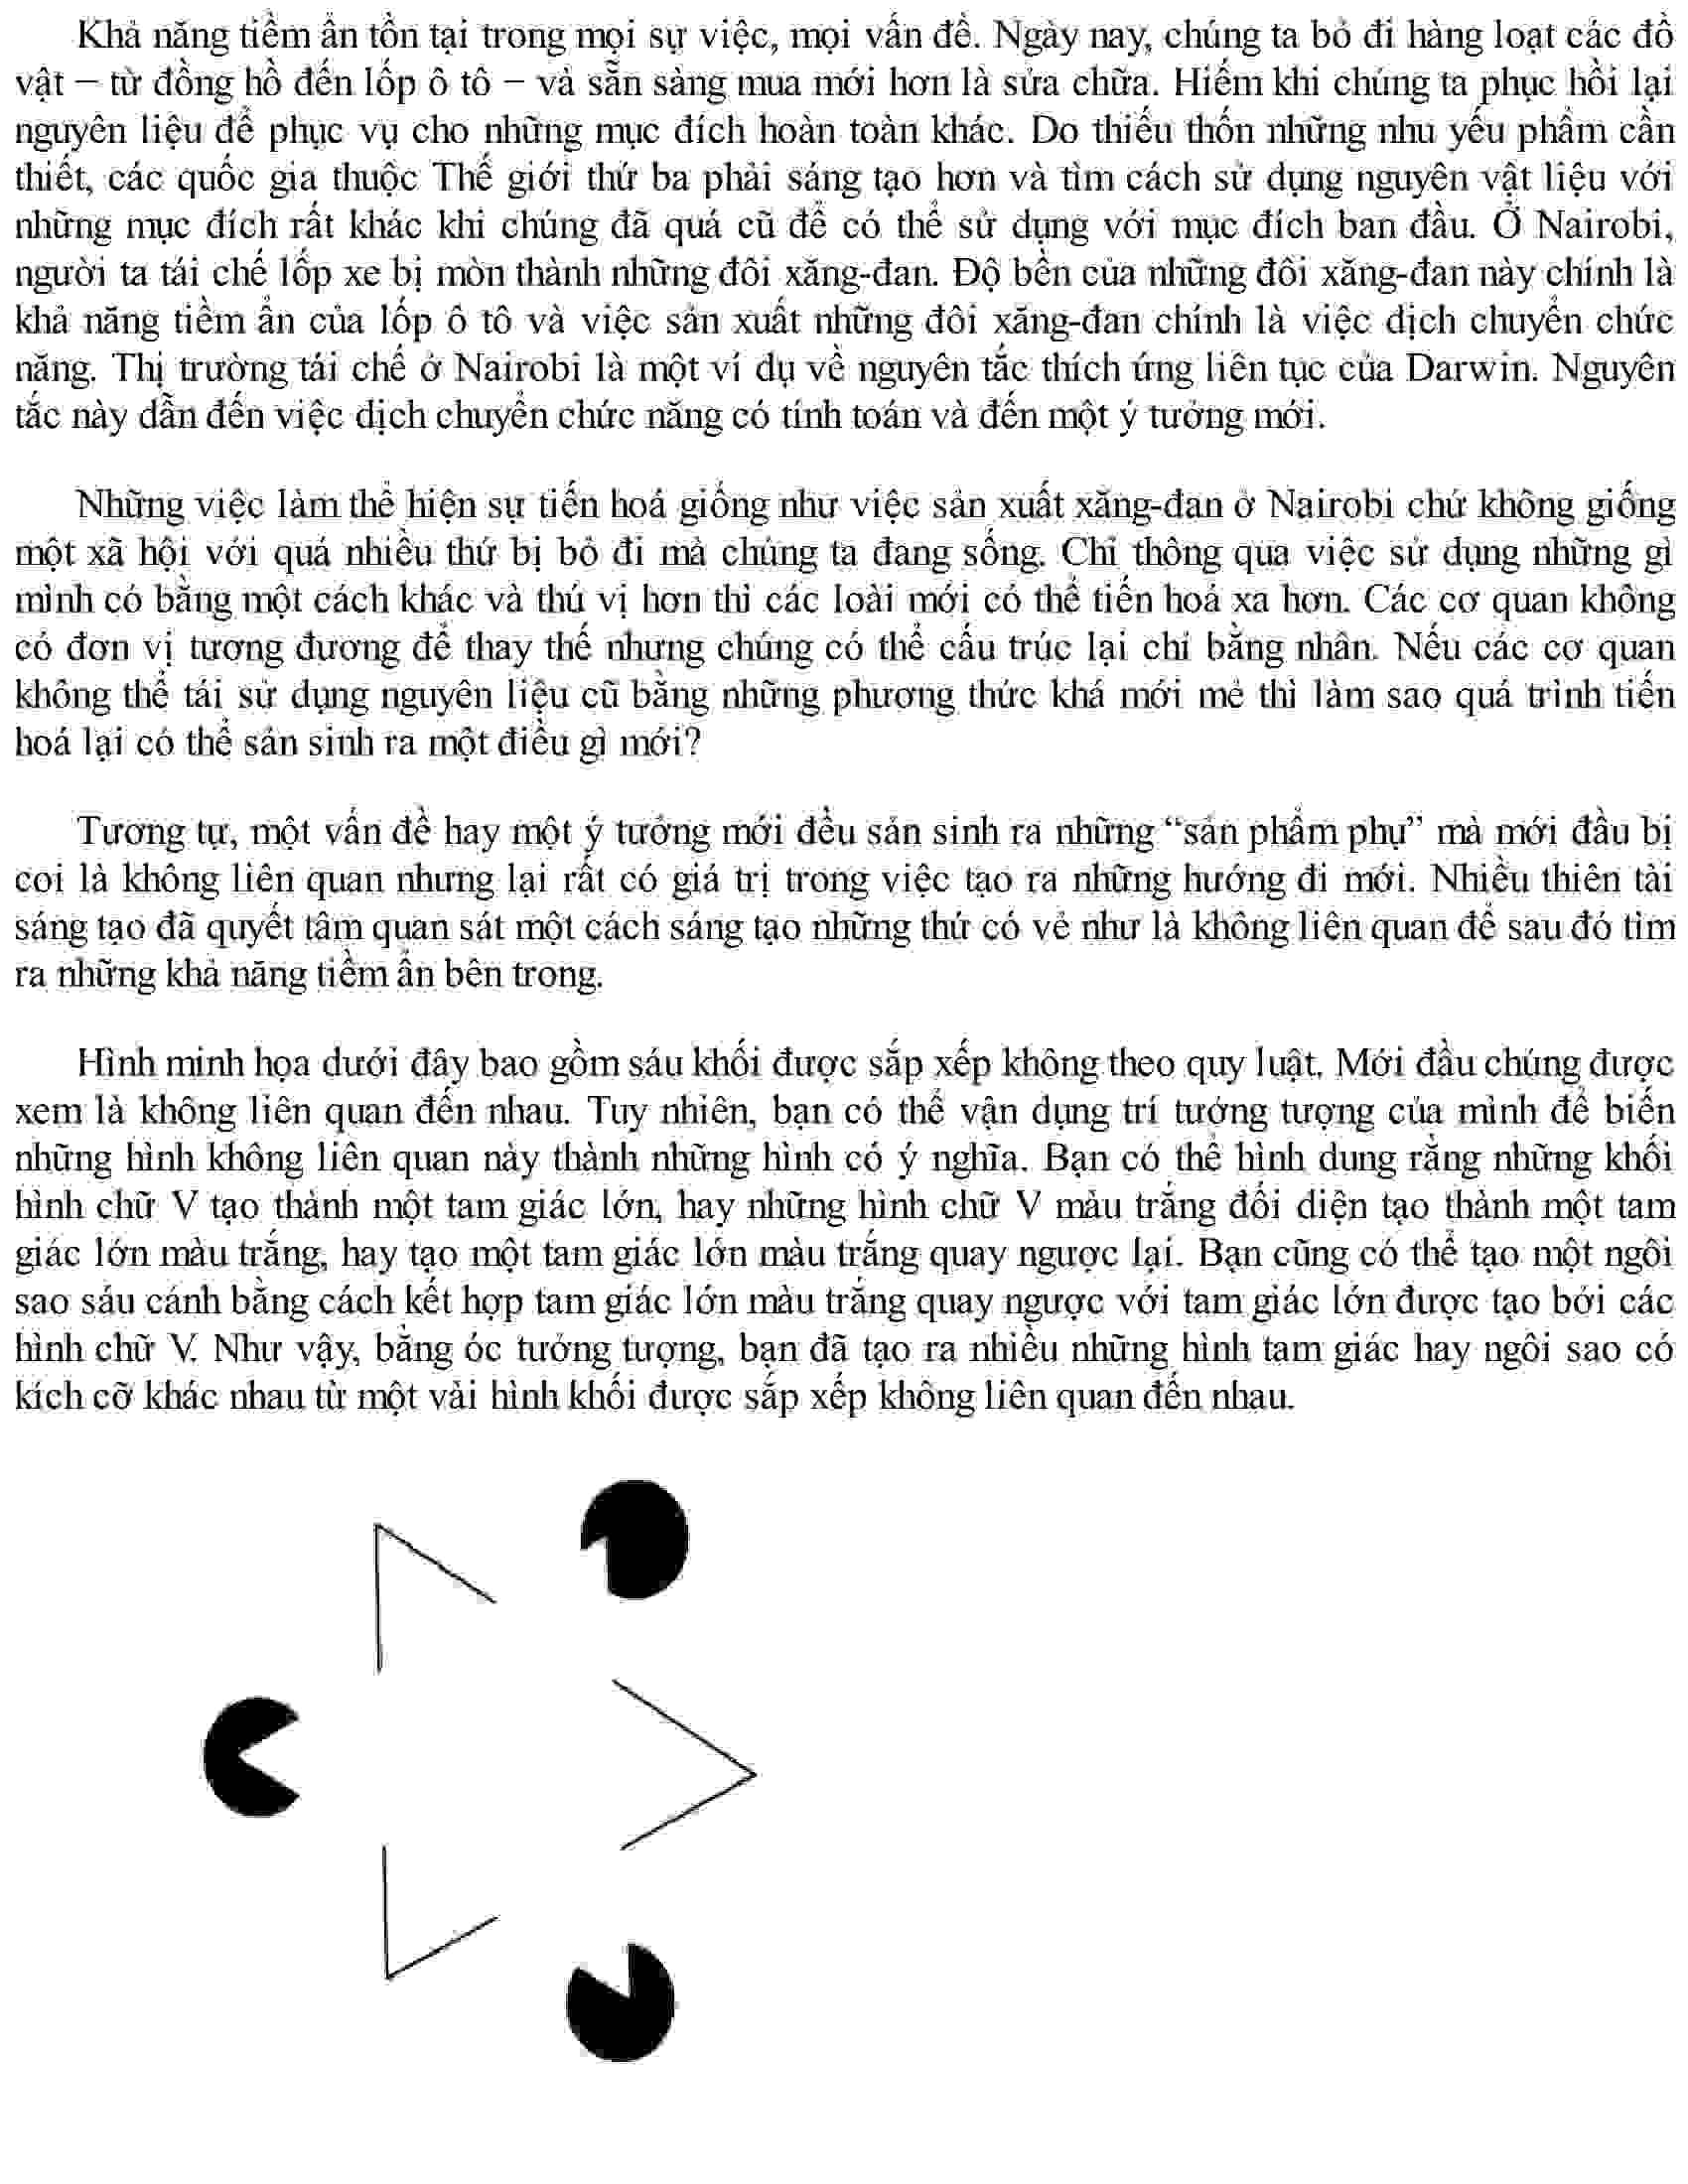 Khả năng tiềm ẩn tồn tại trong mọi sự việc, mọi vấn đề. Ngày nay, chúng ta bỏ đi hàng loạt các đồ
vật – từ đồng hồ đến lốp ô tô – và sẵn sàng mua mới hơn là sửa chữa. Hiếm khi chúng ta phục hồi lại
nguyên liệu để phục vụ cho những mục đích hoàn toàn khác. Do thiếu thốn những nhu yếu phẩm cần
thiết, các quốc gia thuộc Thế giới thứ ba phải sáng tạo hơn và tìm cách sử dụng nguyên vật liệu với
những mục đích rất khác khi chúng đã quá cũ để có thể sử dụng với mục đích ban đầu. Ở Nairobi,
người ta tái chế lốp xe bị mòn thành những đôi xăng-đan. Độ bền của những đôi xăng-đan này chính là
khả năng tiềm ẩn của lốp ô tô và việc sản xuất những đôi xăng-đan chính là việc dịch chuyển chức
năng. Thị trường tái chế ở Nairobi là một ví dụ về nguyên tắc thích ứng liên tục của Darwin. Nguyên
tắc này dẫn đến việc dịch chuyển chức năng có tính toán và đến một ý tưởng mới.
Những việc làm thể hiện sự tiến hoá giống như việc sản xuất xăng-đan ở Nairobi chứ không giống
một xã hội với quá nhiều thứ bị bỏ đi mà chúng ta đang sống. Chỉ thông qua việc sử dụng những gì
mình có bằng một cách khác và thú vị hơn thì các loài mới có thể tiến hoá xa hơn. Các cơ quan không
có đơn vị tương đương để thay thế nhưng chúng có thể cấu trúc lại chỉ bằng nhân. Nếu các cơ quan
không thể tái sử dụng nguyên liệu cũ bằng những phương thức khá mới mẻ thì làm sao quá trình tiến
hoá lại có thể sản sinh ra một điều gì mới?
Tương tự, một vấn đề hay một ý tưởng mới đều sản sinh ra những “sản phẩm phụ” mà mới đầu bị
coi là không liên quan nhưng lại rất có giá trị trong việc tạo ra những hướng đi mới. Nhiều thiên tài
sáng tạo đã quyết tâm quan sát một cách sáng tạo những thứ có vẻ như là không liên quan để sau đó tìm
ra những khả năng tiềm ẩn bên trong.
Hình minh họa dưới đây bao gồm sáu khối được sắp xếp không theo quy luật. Mới đầu chúng được
xem là không liên quan đến nhau. Tuy nhiên, bạn có thể vận dụng trí tưởng tượng của mình để biến
những hình không liên quan này thành những hình có ý nghĩa. Bạn có thể hình dung rằng những khối
hình chữ V tạo thành một tam giác lớn, hay những hình chữ V màu trắng đối diện tạo thành một tam
giác lớn màu trắng, hay tạo một tam giác lớn màu trắng quay ngược lại. Bạn cũng có thể tạo một ngôi
sao sáu cánh bằng cách kết hợp tam giác lớn màu trắng quay ngược với tam giác lớn được tạo bởi các
hình chữ V. Như vậy, bằng óc tưởng tượng, bạn đã tạo ra nhiều những hình tam giác hay ngôi sao có
kích cỡ khác nhau từ một vài hình khối được sắp xếp không liên quan đến nhau.